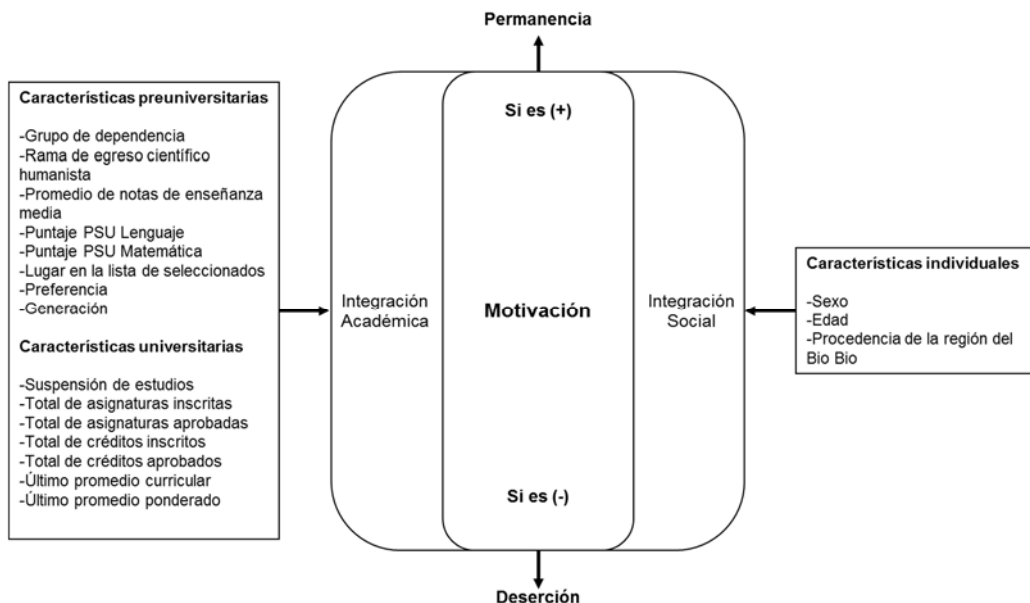 Permanencia
Características preuniversitarias
-Grupo de dependencia
-Rama de egreso científico
humanista
-Promedio de notas de enseñanza
media
-Puntaje PSU Lenguaje
-Puntaje PSU Matemática
-Lugar en la lista de seleccionados
-Preferencia
-Generación
Características universitarias
-Suspensión de estudios
-Total de asignaturas inscritas
-Total de asignaturas aprobadas
-Total de créditos inscritos
-Total de créditos aprobados
-Último promedio curricular
-Último promedio ponderado
Integración
Académica
Si es (+)
Motivación
Si es (-)
Integración
Social
Características individuales
-Sexo
-Edad
-Procedencia de la región del
Bio Bio
Deserción